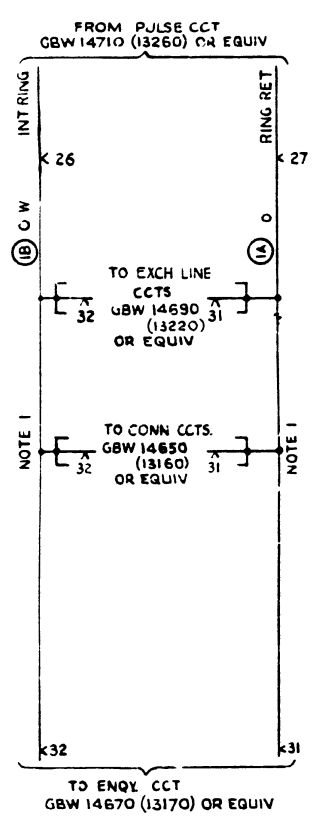 FROM PULSE CCT
GBW 14710 (13260) OR EQUIV
INT RING
RING RET
26
27
O W
O
1B
1A
TO EXCH LINE
CCTS
GBW 14690
(13220)
OR EQUIV
32
31
NOTE 1
NOTE 1
TO CONN CCTS.
GBW 14650
(13160)
OR EQUIV
32
31
32
31
TO ENQY. CCT
GBW 14670 (13170) OR EQUIV